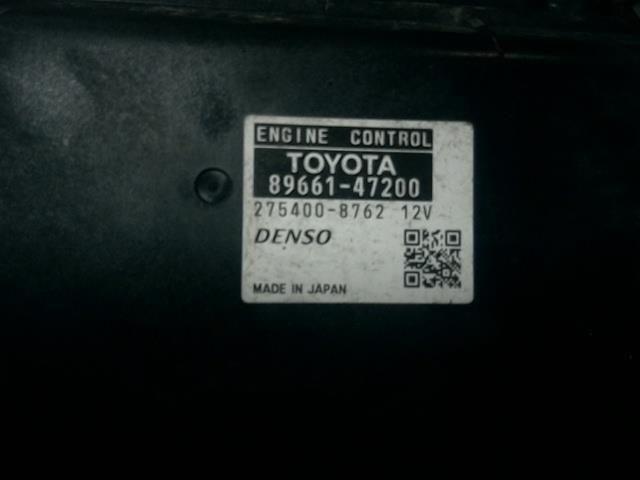 ENGINE CONTROL
TOYOTA
89661-47200
275400-8762 12V
DENSO
MADE IN JAPAN